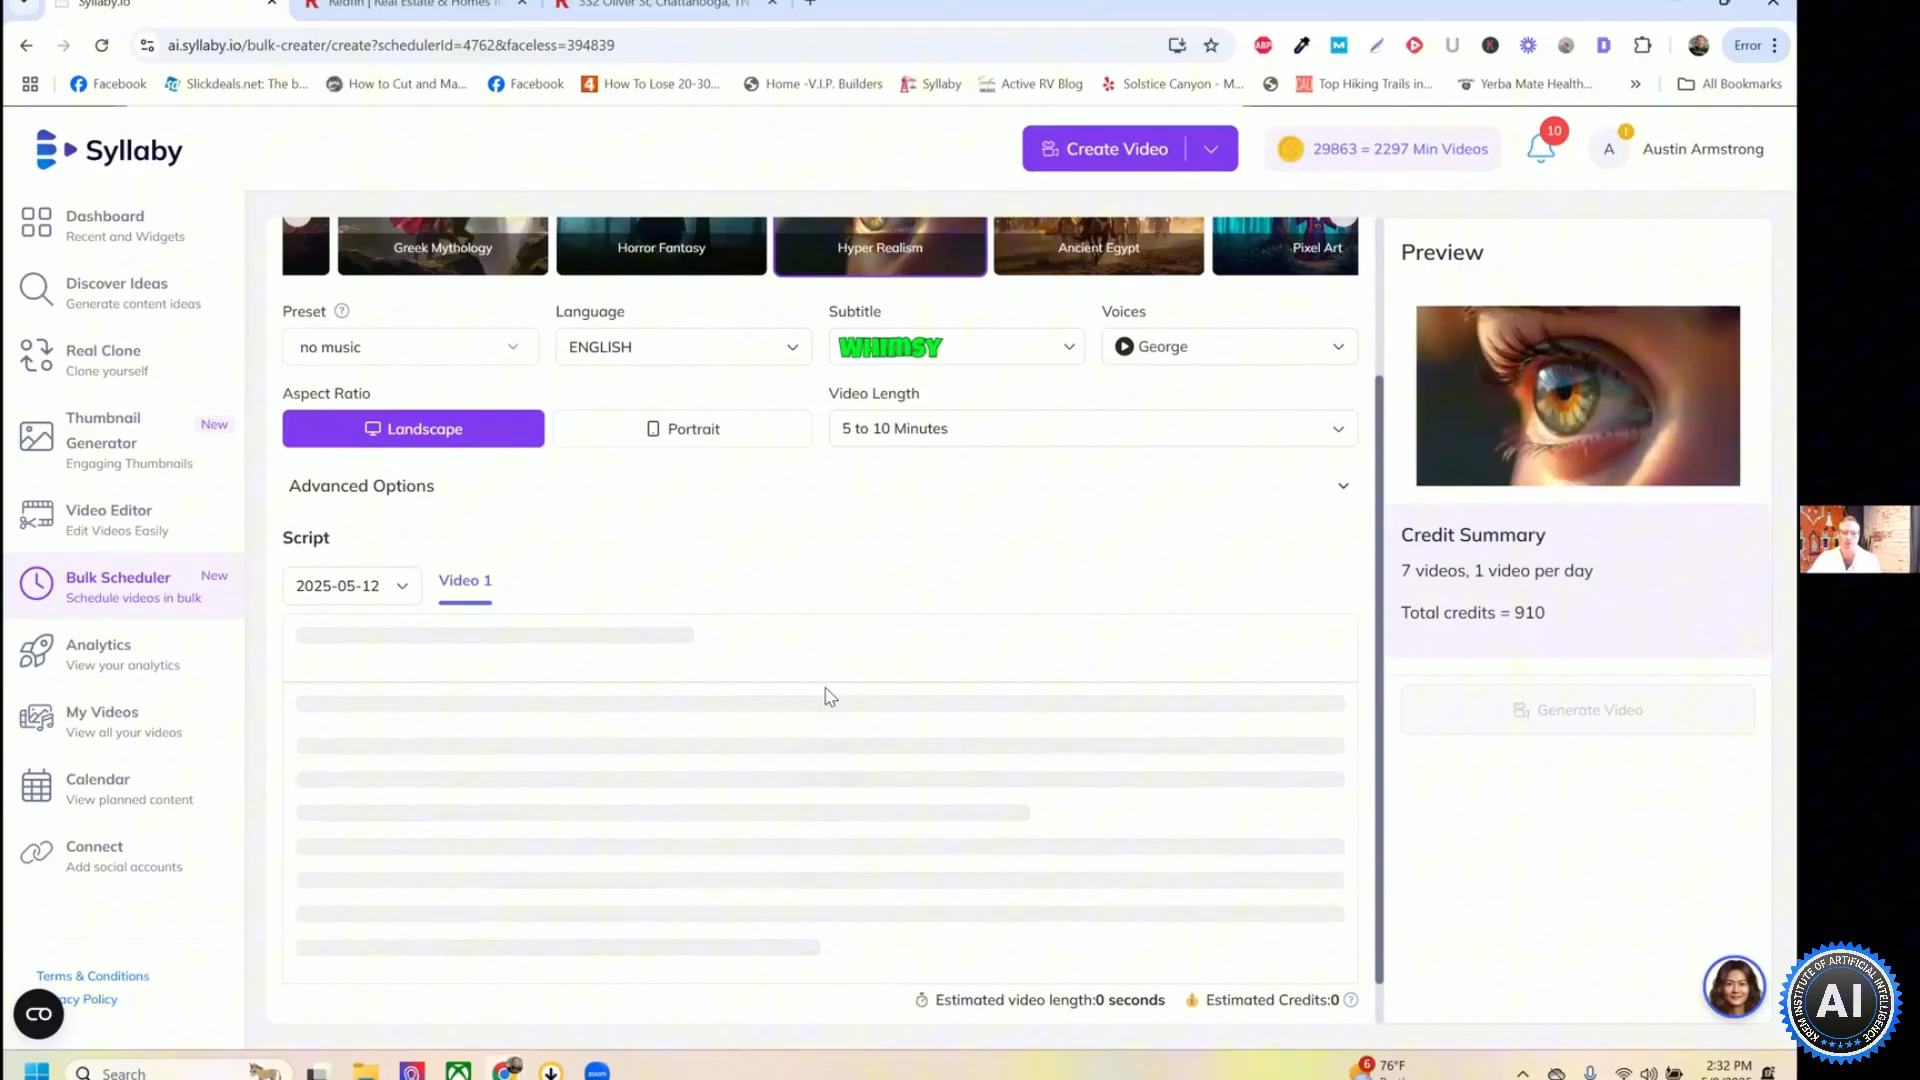 Syllaby.io
Redfin | Real Estate & Homes
332 Oliver St, Chattanooga, TN
ai.syllaby.io/bulk-creater/create?schedulerId=4762&faceless=394839
ABP
Error
Facebook
Slickdeals.net: The b...
How to Cut and Ma...
Facebook
How To Lose 20-30...
Home -V.I.P. Builders
Syllaby
Active RV Blog
Solstice Canyon - M...
Top Hiking Trails in...
Yerba Mate Health...
All Bookmarks
Syllaby
Create Video
29863 = 2297 Min Videos
10
A
Austin Armstrong
Dashboard
Recent and Widgets
Discover Ideas
Generate content ideas
Real Clone
Clone yourself
Thumbnail
Generator
New
Engaging Thumbnails
Video Editor
Edit Videos Easily
Bulk Scheduler
New
Schedule videos in bulk
Analytics
View your analytics
My Videos
View all your videos
Calendar
View planned content
Connect
Add social accounts
Terms & Conditions
acy Policy
Greek Mythology
Horror Fantasy
Hyper Realism
Ancient Egypt
Pixel Art
Preset
Language
Subtitle
Voices
no music
ENGLISH
WHIMSY
George
Aspect Ratio
Video Length
Landscape
Portrait
5 to 10 Minutes
Advanced Options
Script
2025-05-12
Video 1
Estimated video length:0 seconds
Estimated Credits:0
Preview
Credit Summary
7 videos, 1 video per day
Total credits = 910
Generate Video
KREM INSTITUTE OF ARTIFICIAL INTELLIGENCE
AI
Search
zoom
6
76°F
2:32 PM